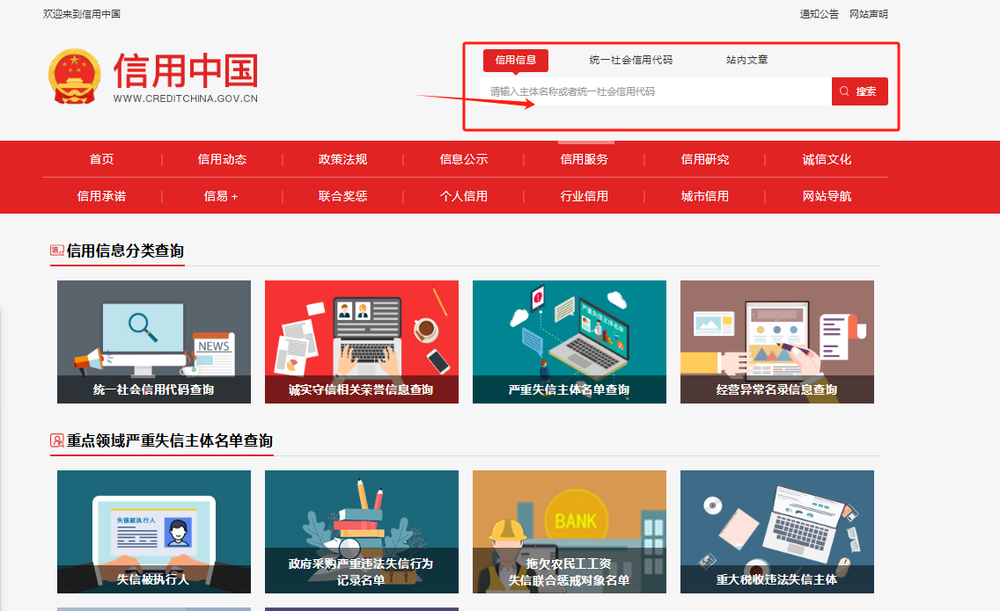 欢迎来到信用中国
通知公告 网站声明
信用中国
WWW.CREDITCHINA.GOV.CN
信用信息 统一社会信用代码 站内文章
请输入主体名称或者统一社会信用代码
搜索
首页 信用动态 政策法规 信息公示 信用服务 信用研究 诚信文化
信用承诺 信易+ 联合奖惩 个人信用 行业信用 城市信用 网站导航
信用信息分类查询
NEWS
严重失信主体名单
统一社会信用代码查询
诚实守信相关荣誉信息查询
严重失信主体名单查询
经营异常名录信息查询
重点领域严重失信主体名单查询
失信被执行人
BANK
失信被执行人
政府采购严重违法失信行为
记录名单
拖欠农民工工资
失信联合惩戒对象名单
重大税收违法失信主体